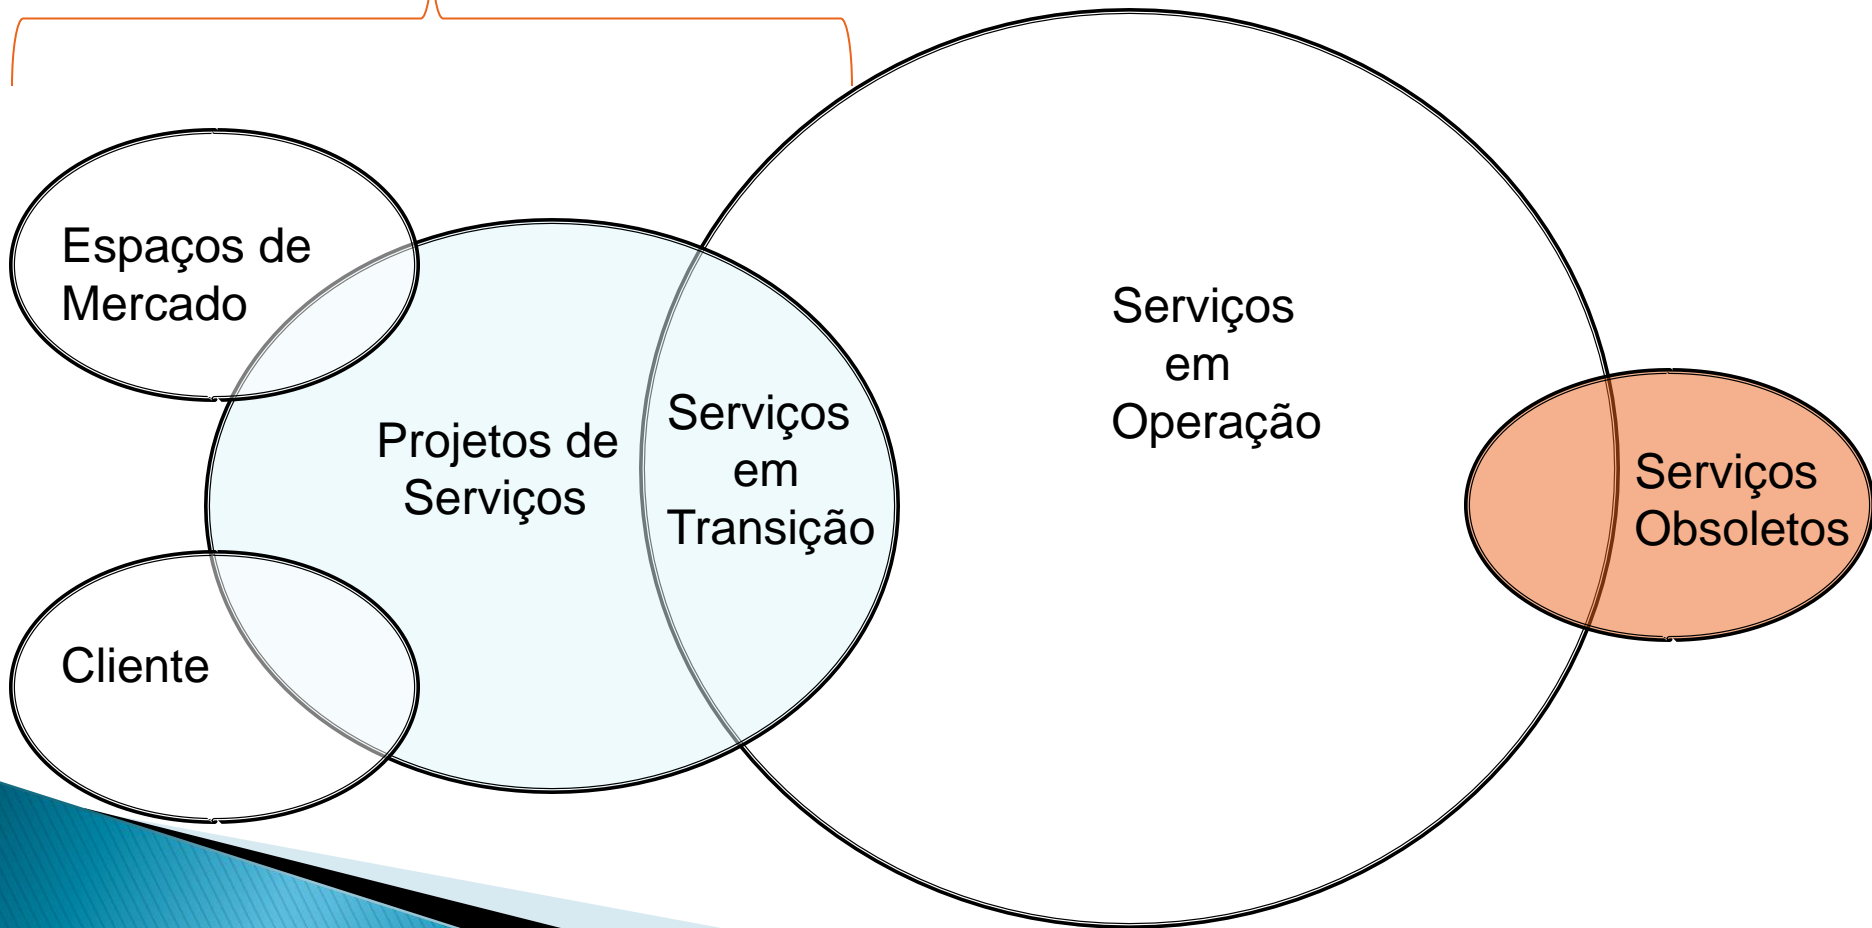 Espaços de
Mercado
Projetos de
Serviços
Serviços
em
Transição
Serviços
em
Operação
Serviços
Obsoletos
Cliente